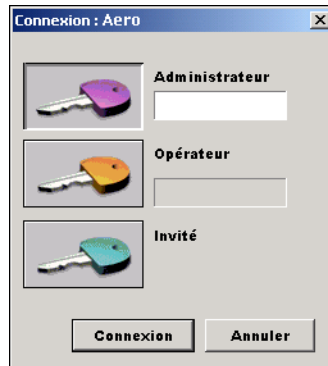 Connexion : Aero
Administrateur
Opérateur
Invité
Connexion Annuler